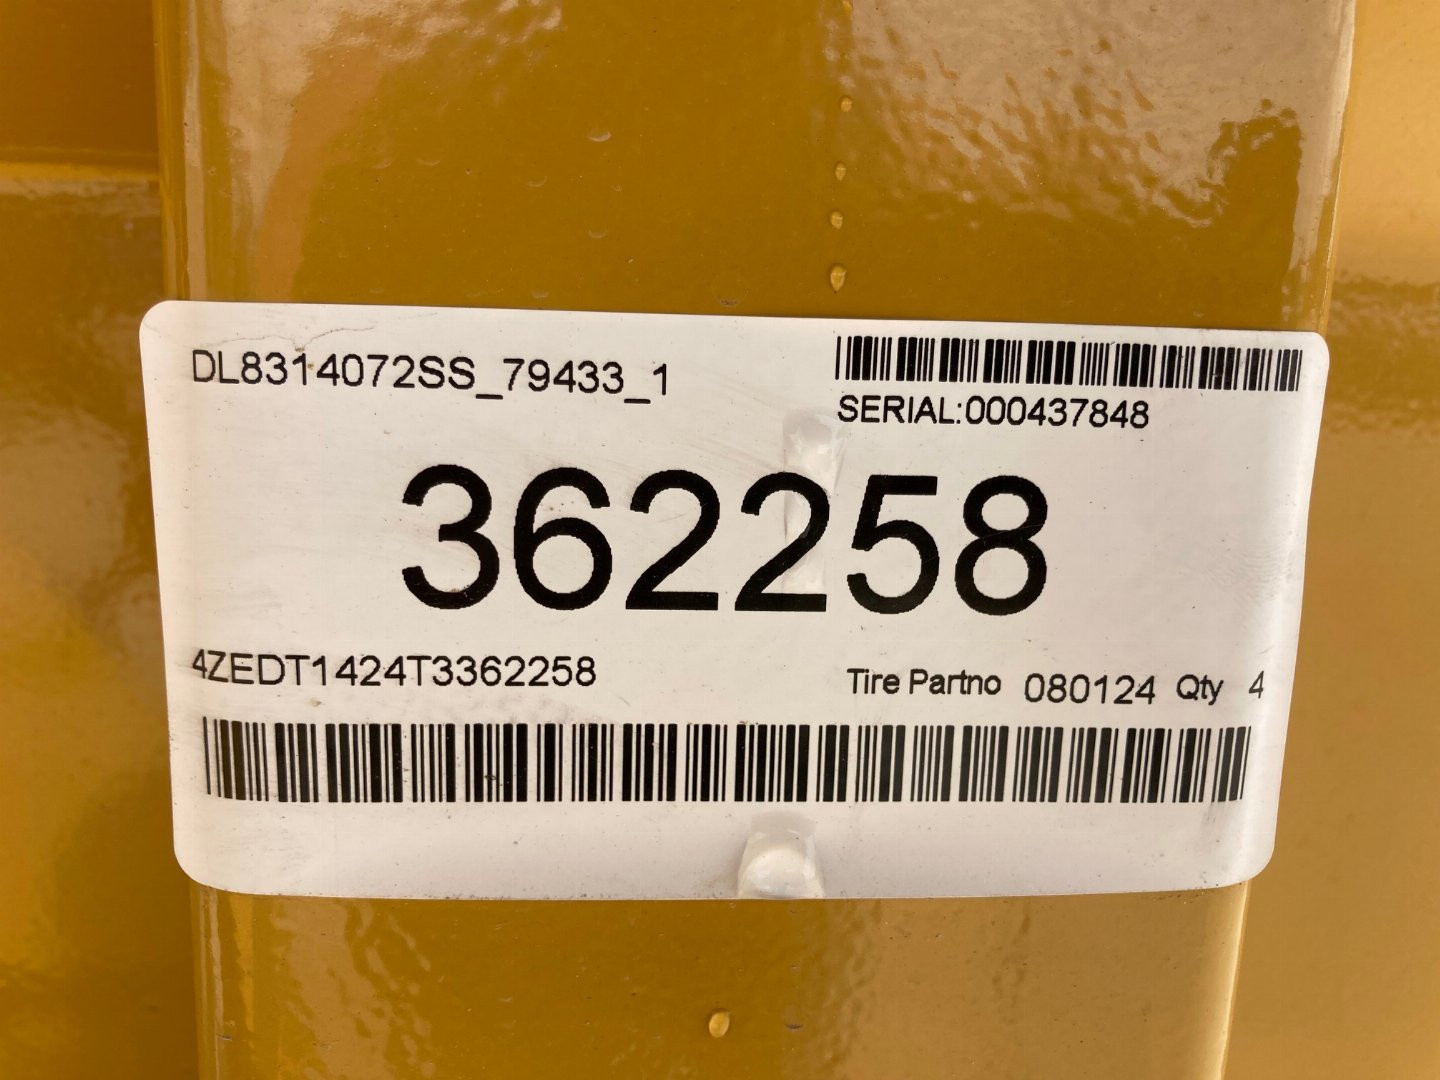 DL8314072SS_79433_1
SERIAL:000437848
362258
4ZEDT1424T3362258
Tire Partno 080124 Qty 4